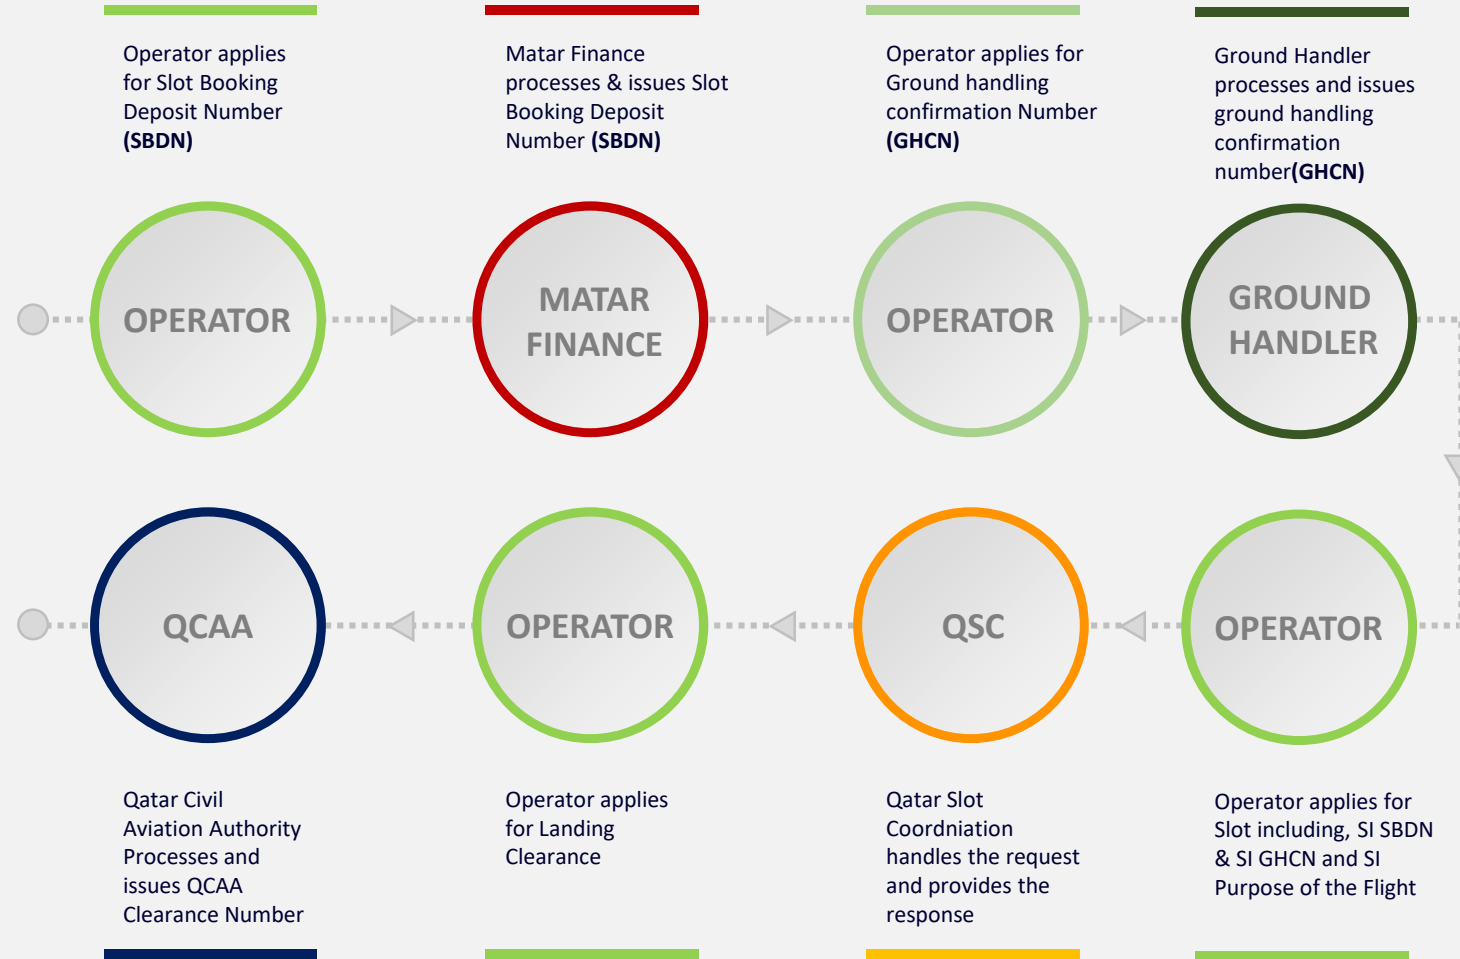 Operator applies
for Slot Booking
Deposit Number
(SBDN)
Matar Finance
processes & issues Slot
Booking Deposit
Number (SBDN)
Operator applies for
Ground handling
confirmation Number
(GHCN)
Ground Handler
processes and issues
ground handling
confirmation
number(GHCN)
OPERATOR
MATAR
FINANCE
OPERATOR
GROUND
HANDLER
QCAA
OPERATOR
QSC
OPERATOR
Qatar Civil
Aviation Authority
Processes and
issues QCAA
Clearance Number
Operator applies
for Landing
Clearance
Qatar Slot
Coordniation
handles the request
and provides the
response
Operator applies for
Slot including, SI SBDN
& SI GHCN and SI
Purpose of the Flight